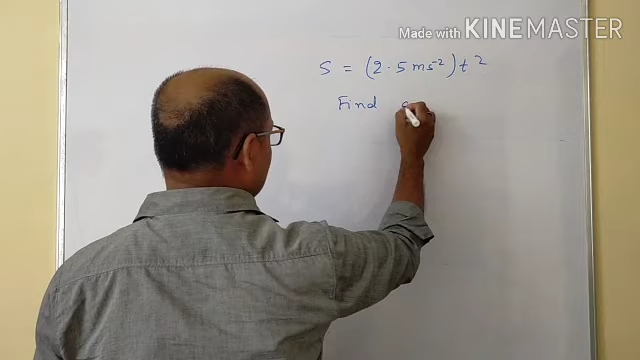 Made with KINEMASTER
S = (2.5 ms⁻²) t²
Find